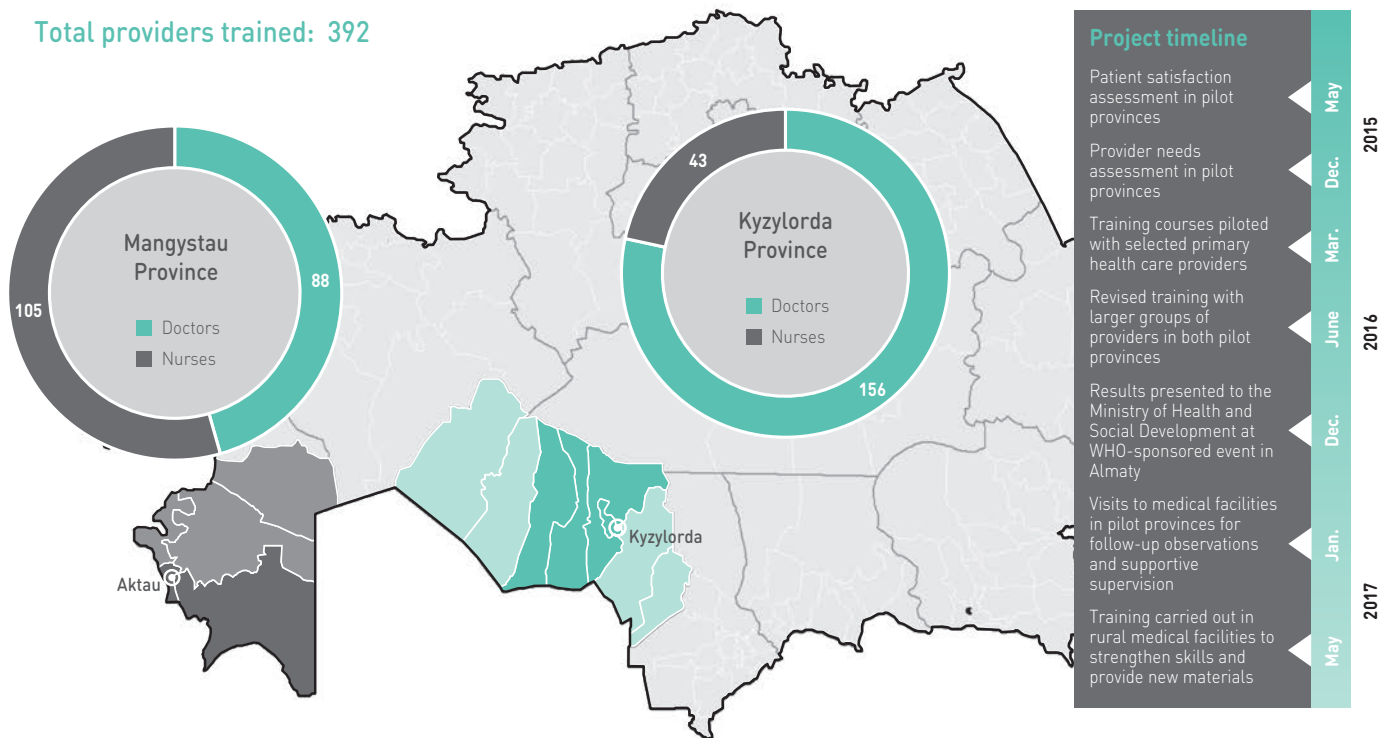 Total providers trained: 392
Mangystau
Province
Doctors
Nurses
88
105
Kyzylorda
Province
Doctors
Nurses
43
156
Aktau
Kyzylorda
Project timeline
Patient satisfaction
assessment in pilot
provinces
May
2015
Provider needs
assessment in pilot
provinces
Dec.
Training courses piloted
with selected primary
health care providers
Mar.
Revised training with
larger groups of
providers in both pilot
provinces
June
2016
Results presented to the
Ministry of Health and
Social Development at
WHO-sponsored event in
Almaty
Dec.
Visits to medical facilities
in pilot provinces for
follow-up observations
and supportive
supervision
Jan.
2017
Training carried out in
rural medical facilities to
strengthen skills and
provide new materials
May